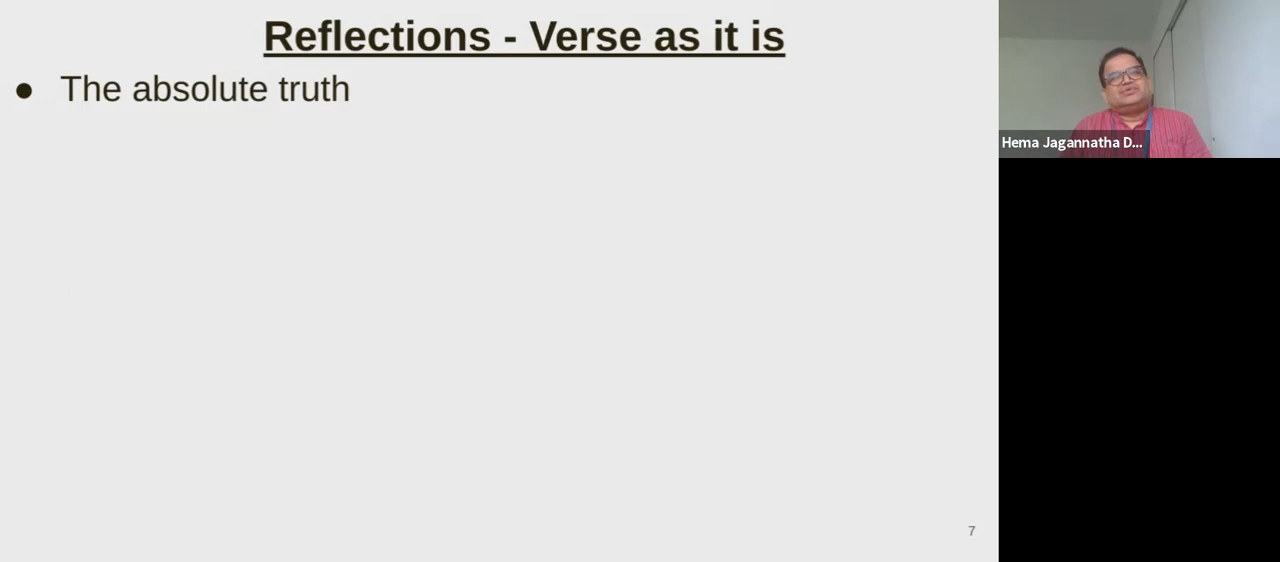 Reflections - Verse as it is
● The absolute truth
Hema Jagannatha D...
7